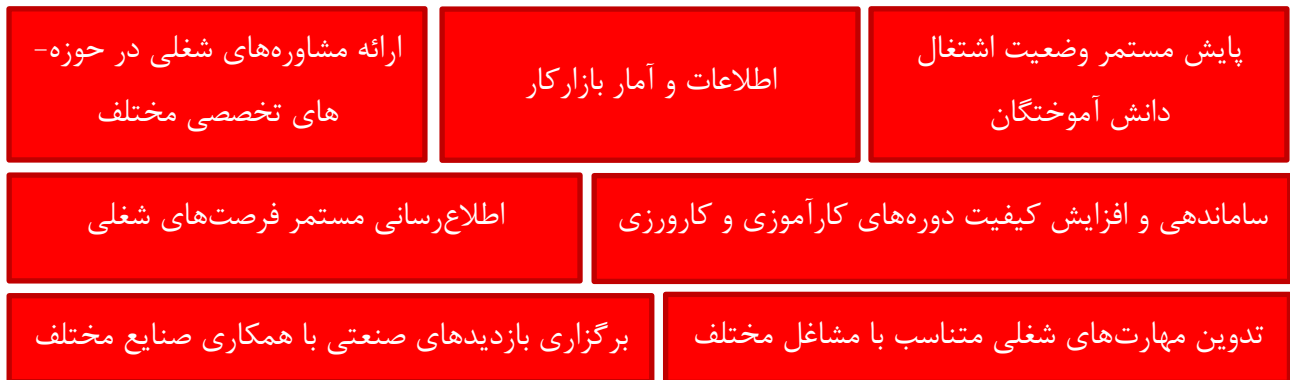 پایش مستمر وضعیت اشتغال
دانش آموختگان
اطلاعات و آمار بازارکار
ارائه مشاوره‌های شغلی در حوزه-
های تخصصی مختلف
ساماندهی و افزایش کیفیت دوره‌های کارآموزی و کارورزی
اطلاع‌رسانی مستمر فرصت‌های شغلی
تدوین مهارت‌های شغلی متناسب با مشاغل مختلف
برگزاری بازدیدهای صنعتی با همکاری صنایع مختلف